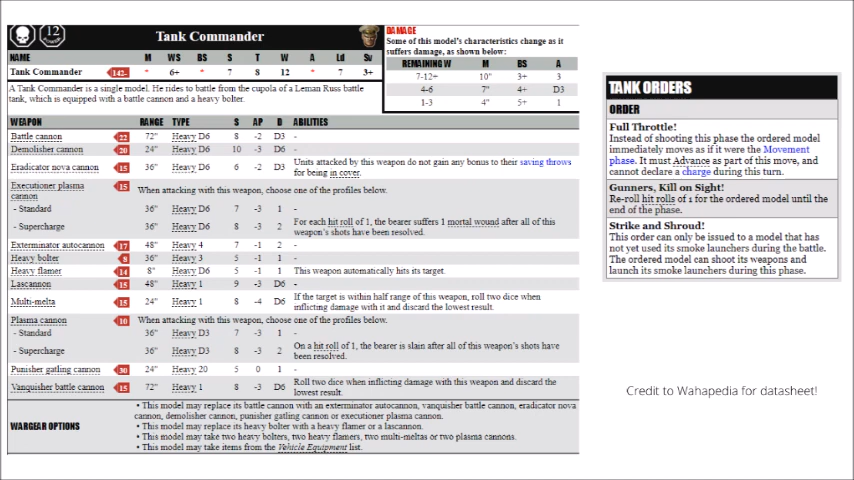 12
POWER
Tank Commander
NAME M WS BS S T W A Ld Sv
Tank Commander 142 * 6+ * 7 8 12 * 7 3+
A Tank Commander is a single model. He rides to battle from the cupola of a Leman Russ battle
tank, which is equipped with a battle cannon and a heavy bolter.
DAMAGE
Some of this model's characteristics change as it
suffers damage, as shown below:
REMAINING W M BS A
7-12+ 10" 3+ 3
4-6 7" 4+ D3
1-3 4" 5+ 1
WEAPON RANGE TYPE S AP D ABILITIES
Battle cannon 22 72" Heavy D6 8 -2 D3 -
Demolisher cannon 20 24" Heavy D6 10 -3 D6 -
Eradicator nova cannon 15 36" Heavy D6 6 -2 D3 Units attacked by this weapon do not gain any bonus to their saving throws
for being in cover.
Executioner plasma
cannon 15 When attacking with this weapon, choose one of the profiles below.
- Standard 36" Heavy D6 7 -3 1 -
- Supercharge 36" Heavy D6 8 -3 2 For each hit roll of 1, the bearer suffers 1 mortal wound after all of this
weapon's shots have been resolved.
Exterminator autocannon 17 48" Heavy 4 7 -1 2 -
Heavy bolter 8 36" Heavy 3 5 -1 1 -
Heavy flamer 14 8" Heavy D6 5 -1 1 This weapon automatically hits its target.
Lascannon 15 48" Heavy 1 9 -3 D6 -
Multi-melta 15 24" Heavy 1 8 -4 D6 If the target is within half range of this weapon, roll two dice when
inflicting damage with it and discard the lowest result.
Plasma cannon 10 When attacking with this weapon, choose one of the profiles below.
- Standard 36" Heavy D3 7 -3 1 -
- Supercharge 36" Heavy D3 8 -3 2 On a hit roll of 1, the bearer is slain after all of this weapon's shots have
been resolved.
Punisher gatling cannon 30 24" Heavy 20 5 0 1 -
Vanquisher battle cannon 15 72" Heavy 1 8 -3 D6 Roll two dice when inflicting damage with this weapon and discard the
lowest result.
WARGEAR OPTIONS
• This model may replace its battle cannon with an exterminator autocannon, vanquisher battle cannon, eradicator nova
cannon, demolisher cannon, punisher gatling cannon or executioner plasma cannon.
• This model may replace its heavy bolter with a heavy flamer or a lascannon.
• This model may take two heavy bolters, two heavy flamers, two multi-meltas or two plasma cannons.
• This model may take items from the Vehicle Equipment list.
TANK ORDERS
ORDER
Full Throttle!
Instead of shooting this phase the ordered model
immediately moves as if it were the Movement
phase. It must Advance as part of this move, and
cannot declare a charge during this turn.
Gunners, Kill on Sight!
Re-roll hit rolls of 1 for the ordered model until the
end of the phase.
Strike and Shroud!
This order can only be issued to a model that has
not yet used its smoke launchers during the battle.
The ordered model can shoot its weapons and
launch its smoke launchers during this phase.
Credit to Wahapedia for datasheet!